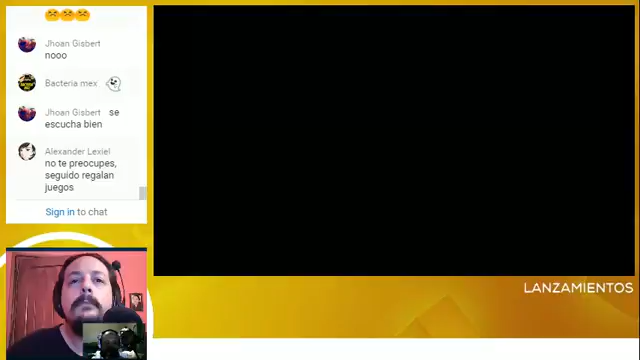 Jhoan Gisbert
nooo
Bacteria mex
Jhoan Gisbert se
escucha bien
Alexander Lexiel
no te preocupes,
seguido regalan
juegos
Sign in to chat
LANZAMIENTOS